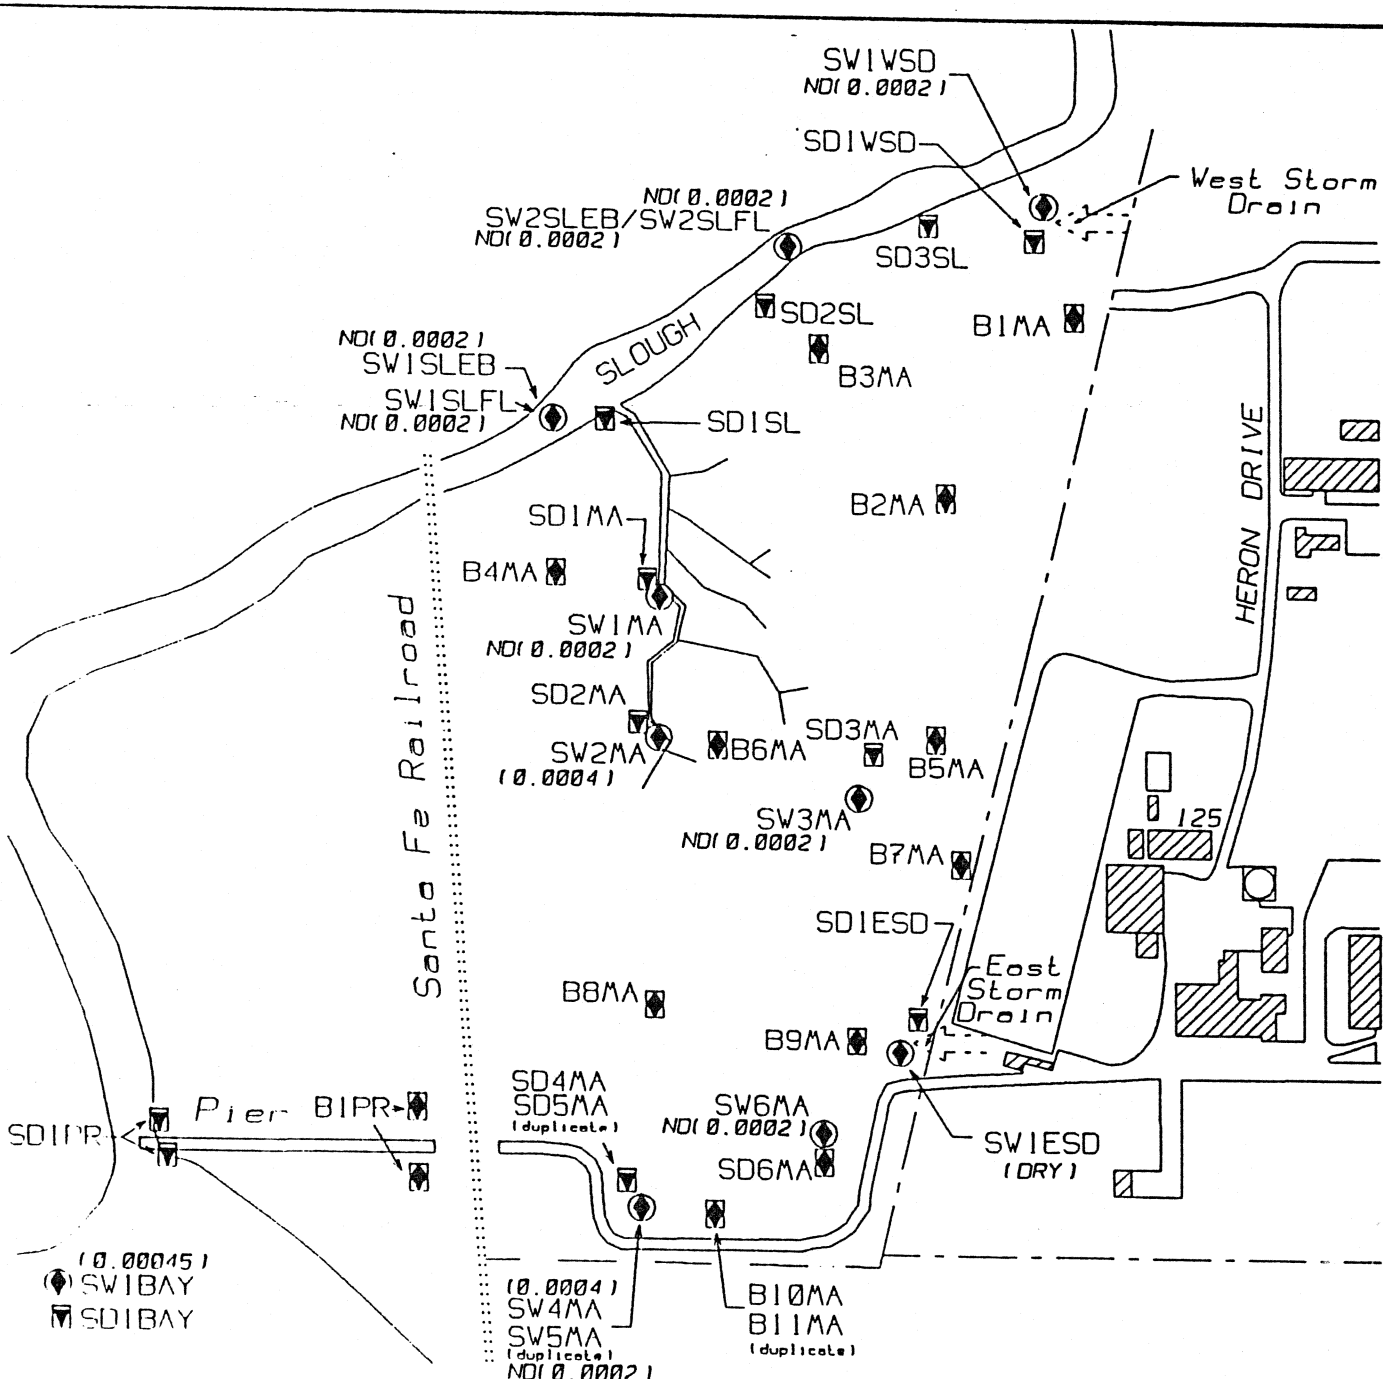 SW1WSD
ND(0.0002)
SD1WSD
West Storm
Drain
ND(0.0002)
SW2SLEB/SW2SLFL
ND(0.0002)
SD3SL
SD2SL
B1MA
ND(0.0002)
SW1SLEB
SLOUGH
B3MA
SW1SLFL
ND(0.0002)
SD1SL
HERON DRIVE
B2MA
SD1MA
B4MA
SW1MA
ND(0.0002)
Santa Fe Railroad
SD2MA
SW2MA
(0.0004)
B6MA
SD3MA
B5MA
SW3MA
ND(0.0002)
125
B7MA
SD1ESD
East
Storm
Drain
B8MA
B9MA
SD4MA
SD5MA
(duplicate)
SW6MA
ND(0.0002)
Pier
B1PR
SD1PR
SD6MA
SW1ESD
(DRY)
(0.00045)
SW1BAY
SD1BAY
(0.0004)
SW4MA
SW5MA
(duplicate)
ND(0.0002)
B10MA
B11MA
(duplicate)